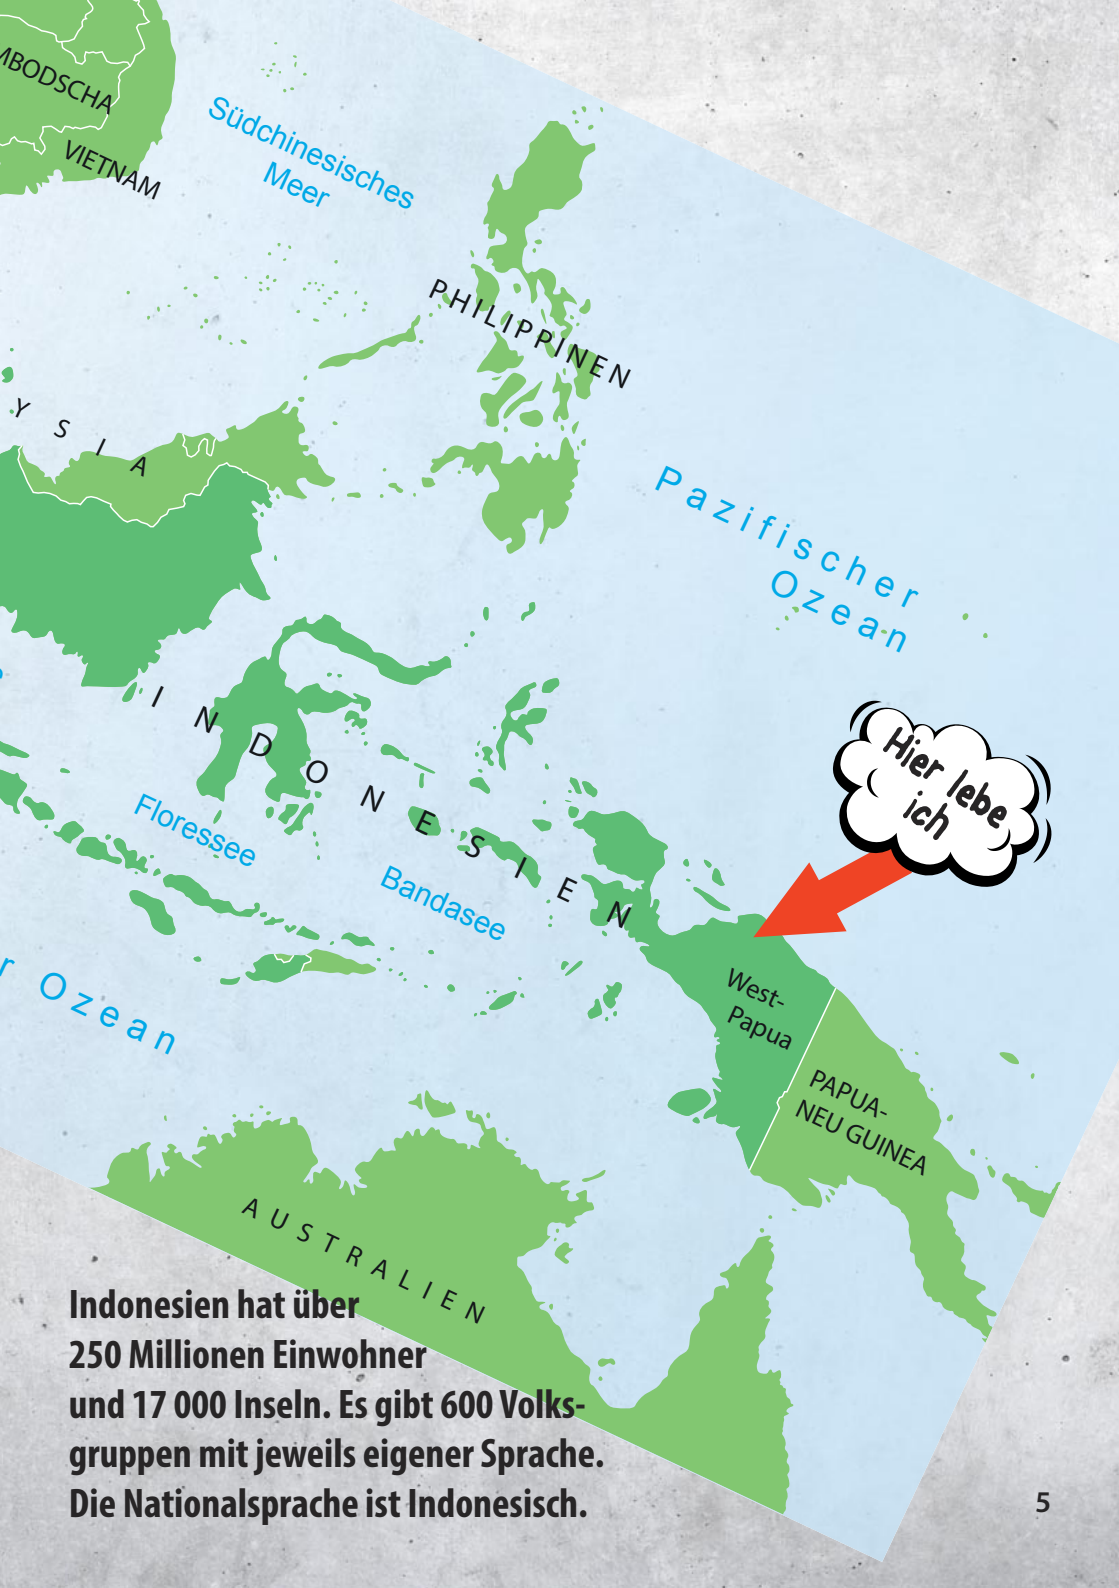 MBODSCHA
VIETNAM
Südchinesisches
Meer
PHILIPPINEN
YSIA
Pazifischer
Ozean
Hier lebe
ich
INDONESIEN
Floressee
Bandasee
r Ozean
West-
Papua
PAPUA-
NEU GUINEA
AUSTRALIEN
Indonesien hat über
250 Millionen Einwohner
und 17 000 Inseln. Es gibt 600 Volks-
gruppen mit jeweils eigener Sprache.
Die Nationalsprache ist Indonesisch.
5